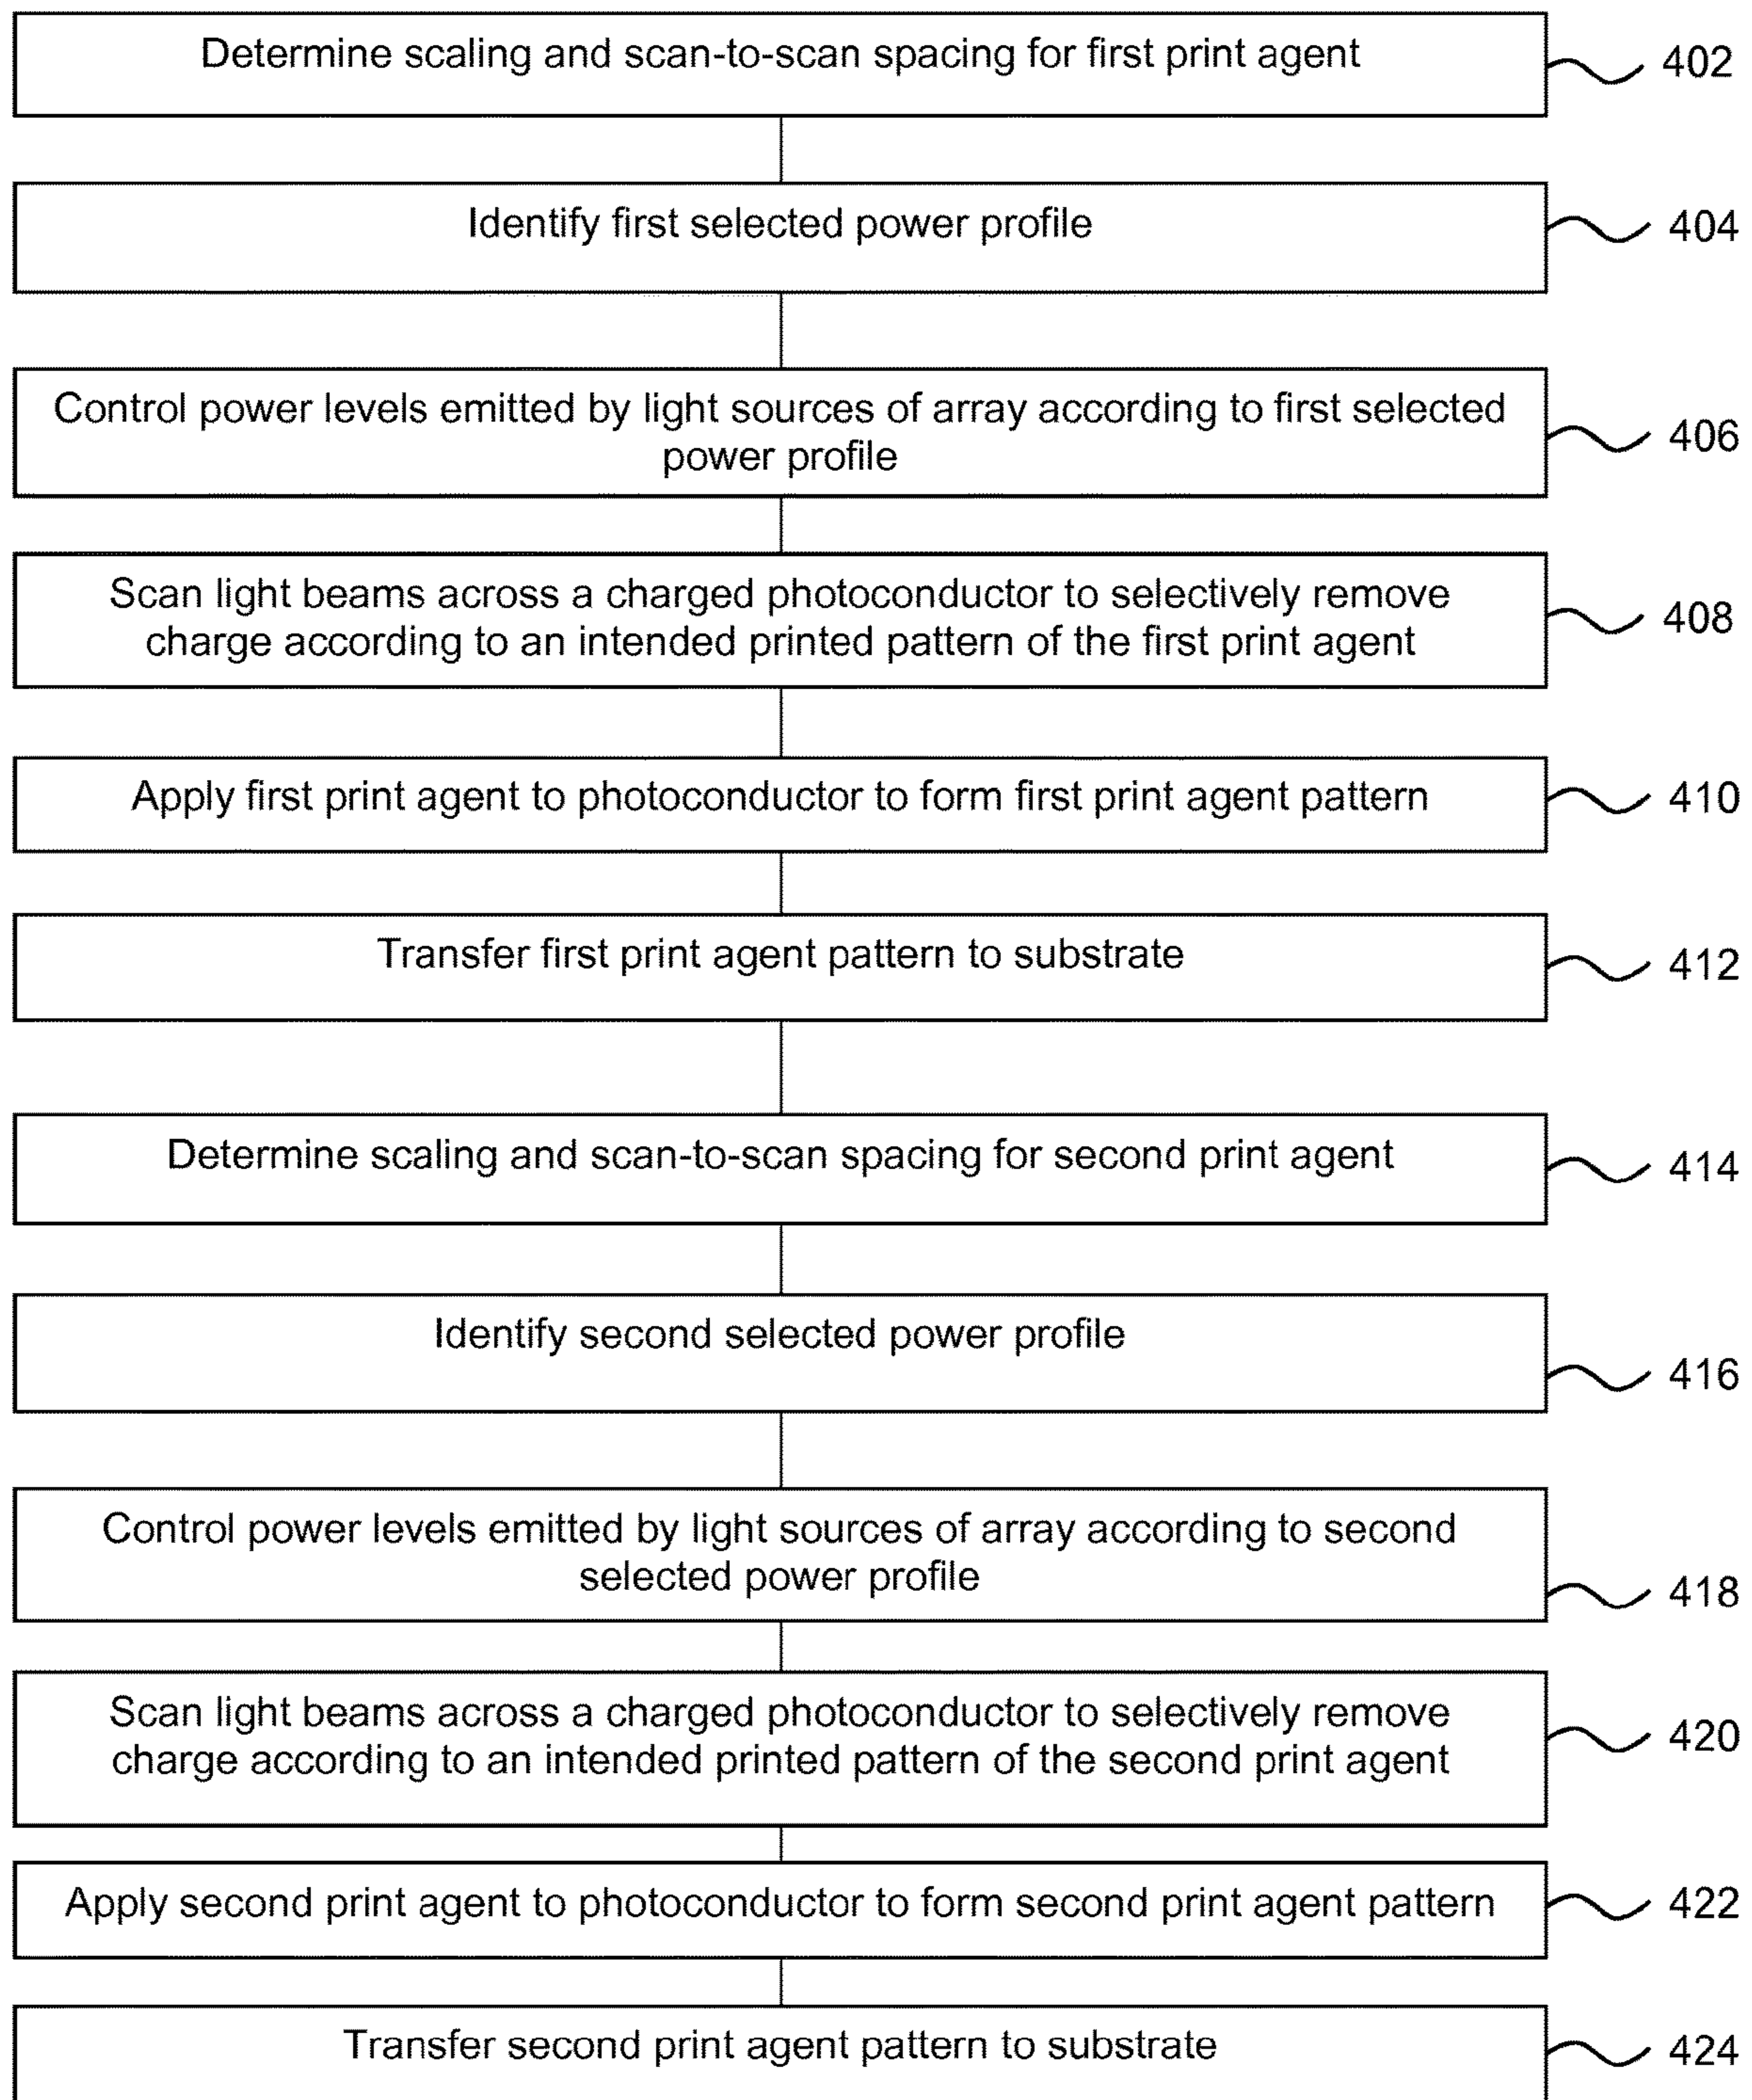 Determine scaling and scan-to-scan spacing for first print agent
402
Identify first selected power profile
404
Control power levels emitted by light sources of array according to first selected
power profile
406
Scan light beams across a charged photoconductor to selectively remove
charge according to an intended printed pattern of the first print agent
408
Apply first print agent to photoconductor to form first print agent pattern
410
Transfer first print agent pattern to substrate
412
Determine scaling and scan-to-scan spacing for second print agent
414
Identify second selected power profile
416
Control power levels emitted by light sources of array according to second
selected power profile
418
Scan light beams across a charged photoconductor to selectively remove
charge according to an intended printed pattern of the second print agent
420
Apply second print agent to photoconductor to form second print agent pattern
422
Transfer second print agent pattern to substrate
424